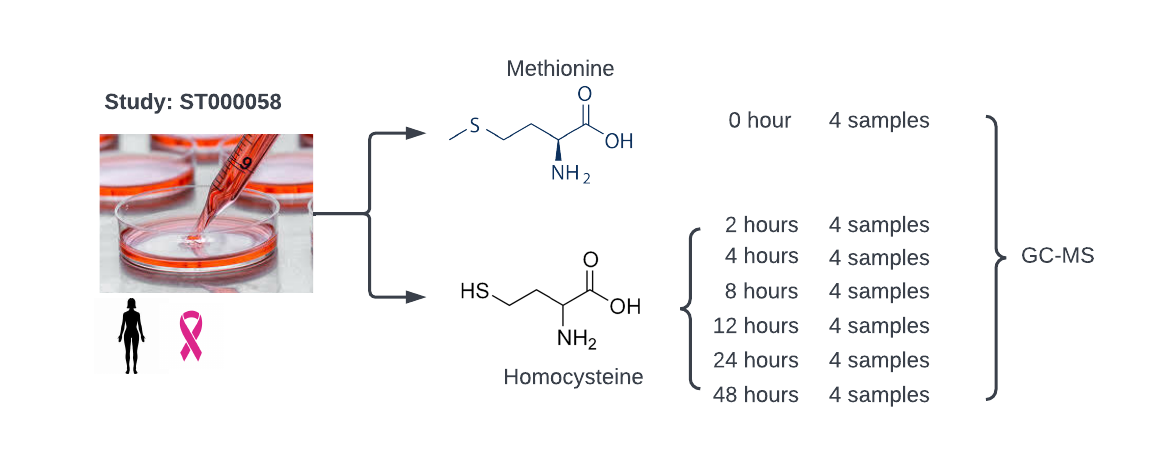 Methionine
Study: ST000058
9
O
S
OH
NH2
0 hour 4 samples
2 hours 4 samples
4 hours 4 samples
8 hours 4 samples
12 hours 4 samples
24 hours 4 samples
48 hours 4 samples
GC-MS
O
HS
OH
NH2
Homocysteine